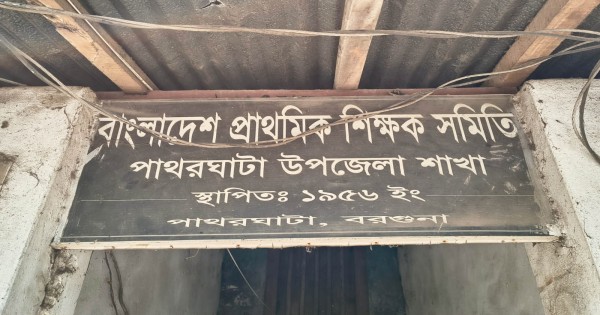 বাংলাদেশ প্রাথমিক শিক্ষক সমিতি
পাথরঘাটা উপজেলা শাখা
স্থাপিতঃ ১৯৫৬ ইং
পাথরঘাটা, বরগুনা